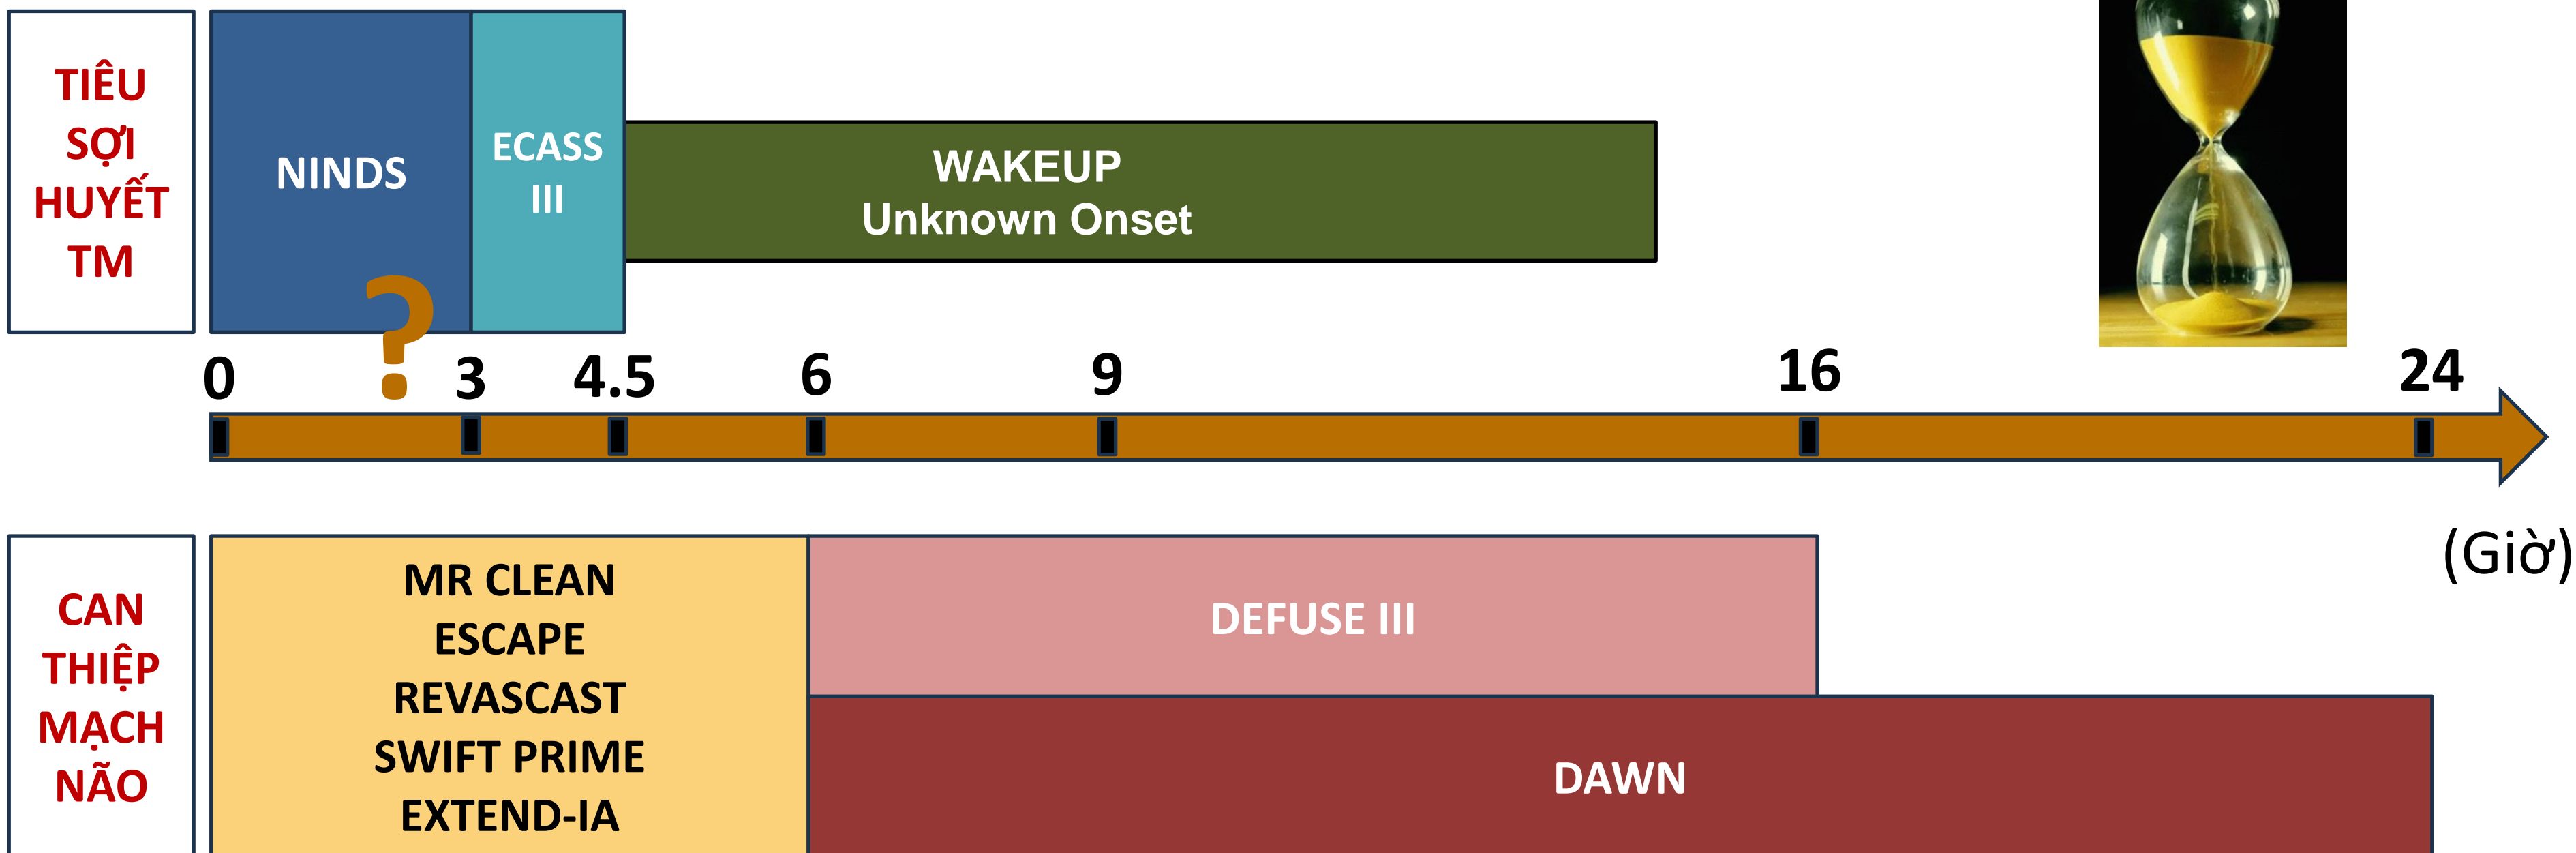 TIÊU
SỢI
HUYẾT
TM
NINDS
ECASS
III
WAKEUP
Unknown Onset
?
0
3
4.5
6
9
16
24
(Giờ)
CAN
THIỆP
MẠCH
NÃO
MR CLEAN
ESCAPE
REVASCAST
SWIFT PRIME
EXTEND-IA
DEFUSE III
DAWN